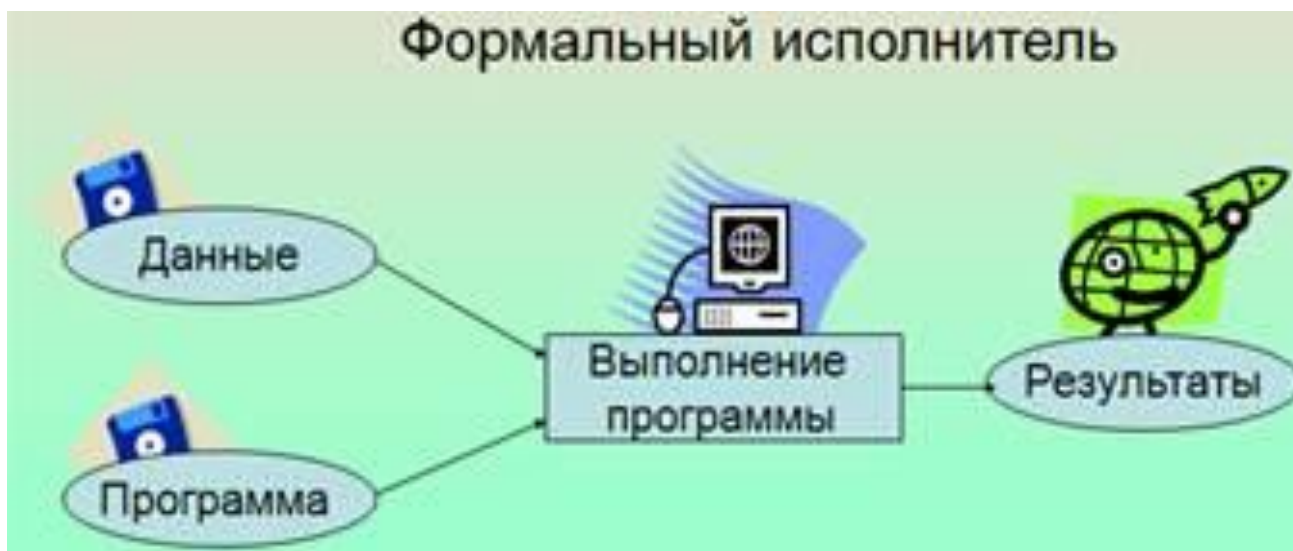 Формальный исполнитель
Данные
Программа
Выполнение
программы
Результаты